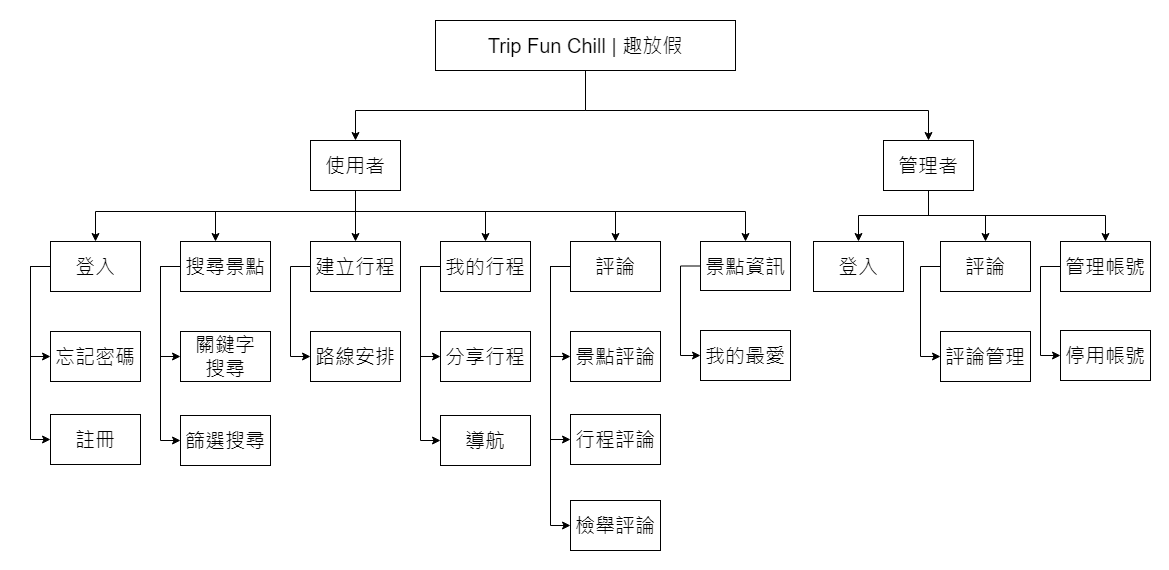 Trip Fun Chill | 趣放假
使用者
管理者
登入
搜尋景點
建立行程
我的行程
評論
景點資訊
登入
評論
管理帳號
忘記密碼
關鍵字
搜尋
路線安排
分享行程
景點評論
我的最愛
評論管理
停用帳號
註冊
篩選搜尋
導航
行程評論
檢舉評論